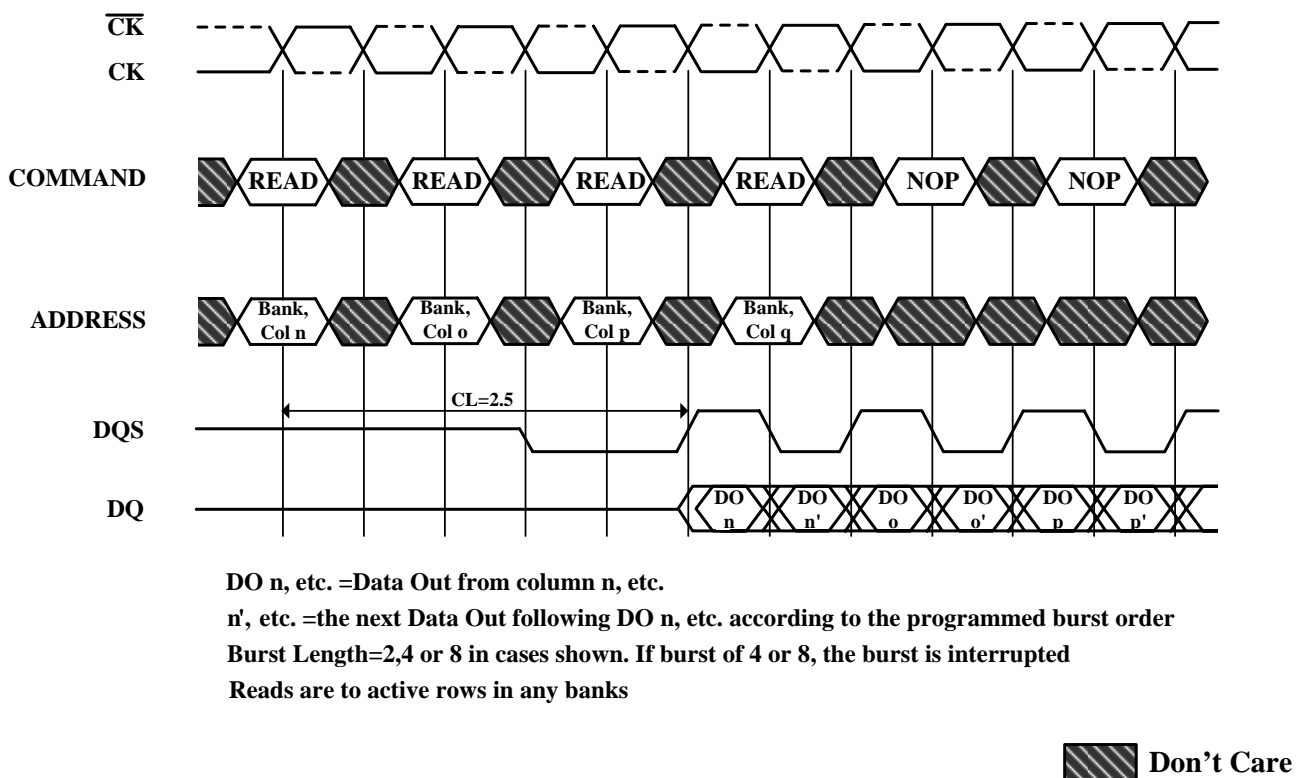 CK
CK
COMMAND READ READ READ READ NOP NOP
ADDRESS Bank, Col n Bank, Col o Bank, Col p Bank, Col q
CL=2.5
DQS
DQ DO n DO n' DO o DO o' DO p DO p'
DO n, etc. =Data Out from column n, etc.
n', etc. =the next Data Out following DO n, etc. according to the programmed burst order
Burst Length=2,4 or 8 in cases shown. If burst of 4 or 8, the burst is interrupted
Reads are to active rows in any banks
Don't Care